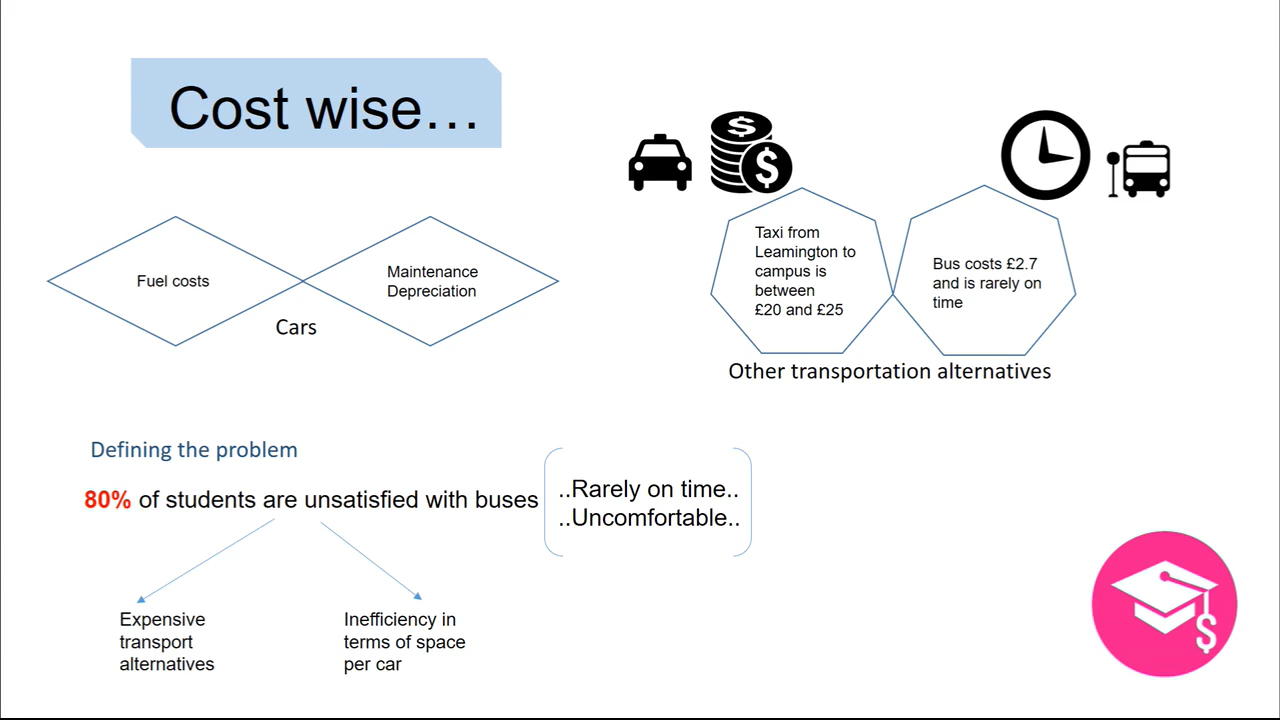 Cost wise…
Fuel costs
Maintenance
Depreciation
Cars
Taxi from
Leamington to
campus is
between
£20 and £25
Bus costs £2.7
and is rarely on
time
Other transportation alternatives
Defining the problem
80% of students are unsatisfied with buses
..Rarely on time..
..Uncomfortable..
Expensive
transport
alternatives
Inefficiency in
terms of space
per car